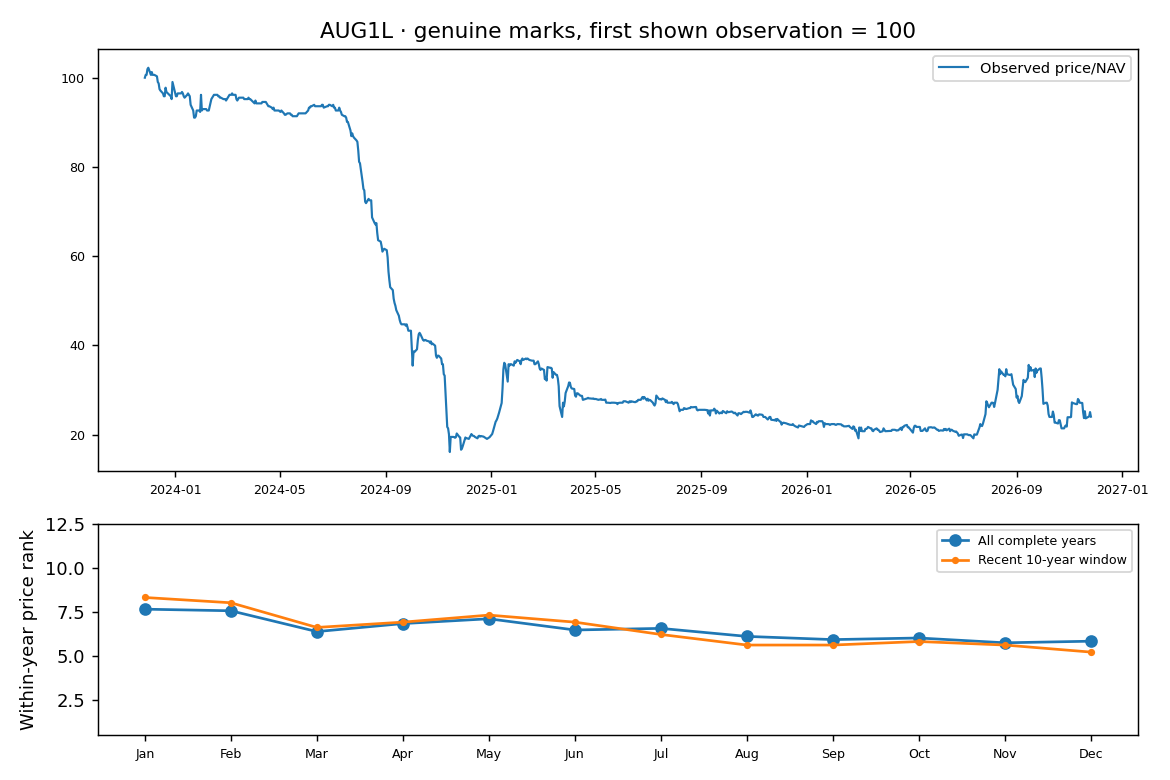 AUG1L · genuine marks, first shown observation = 100
Observed price/NAV
100
80
60
40
20
2024-01 2024-05 2024-09 2025-01 2025-05 2025-09 2026-01 2026-05 2026-09 2027-01
Within-year price rank
All complete years
Recent 10-year window
12.5
10.0
7.5
5.0
2.5
Jan Feb Mar Apr May Jun Jul Aug Sep Oct Nov Dec